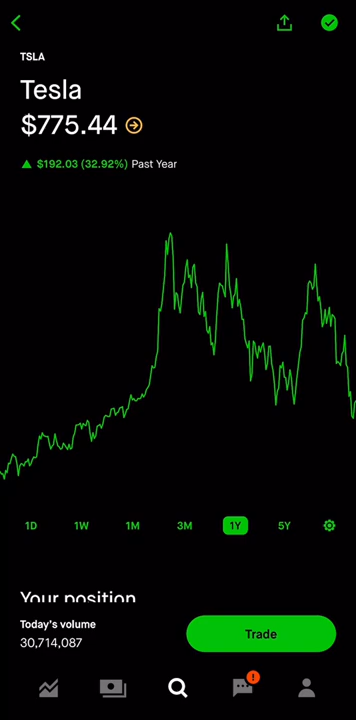 TSLA
Tesla
$775.44
$192.03 (32.92%) Past Year
1D 1W 1M 3M 1Y 5Y
Your position
Today's volume
30,714,087
Trade
!